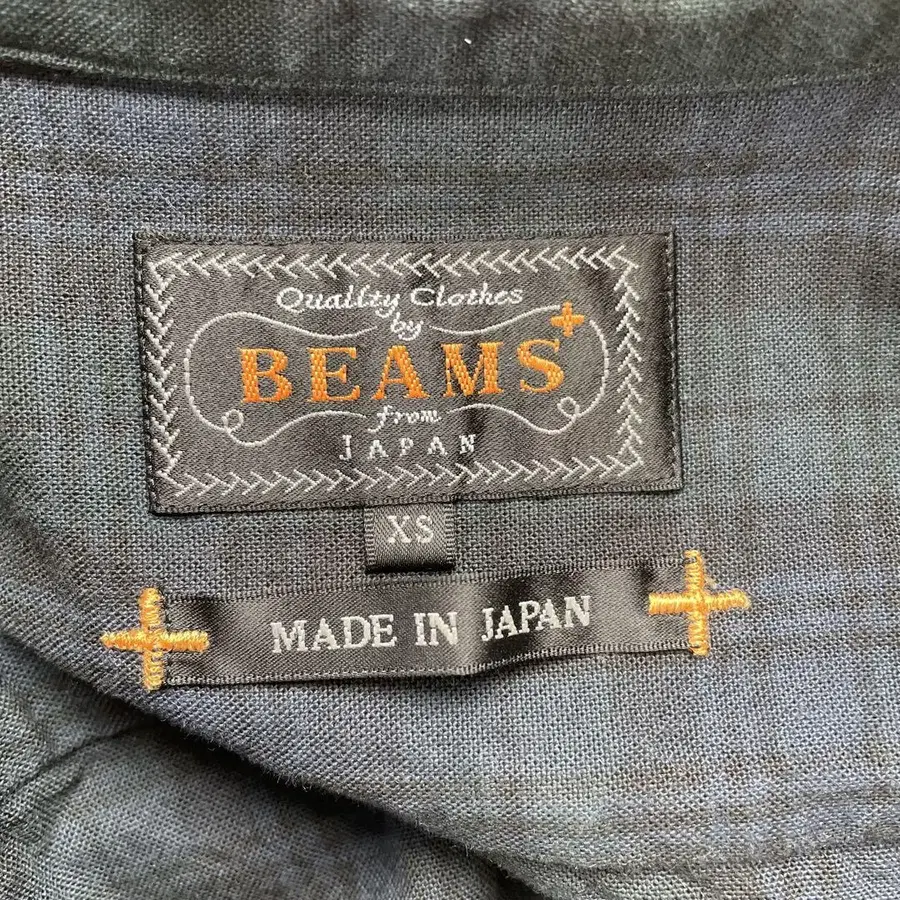 Quality Clothes
by
BEAMS+
from
JAPAN
XS
MADE IN JAPAN